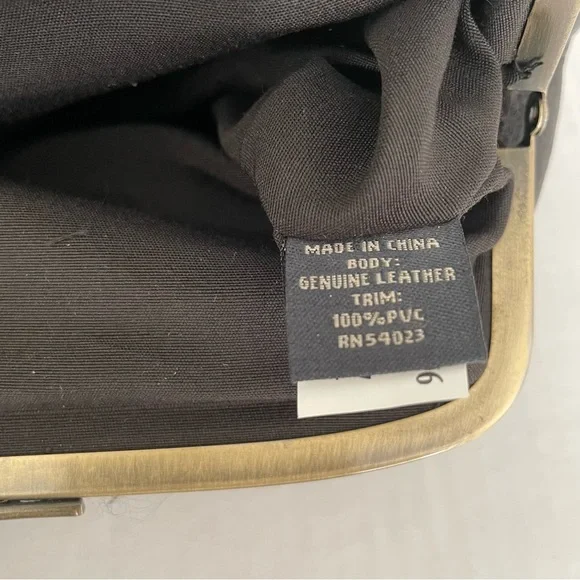 MADE IN CHINA
BODY:
GENUINE LEATHER
TRIM:
100%PVC
RN54023